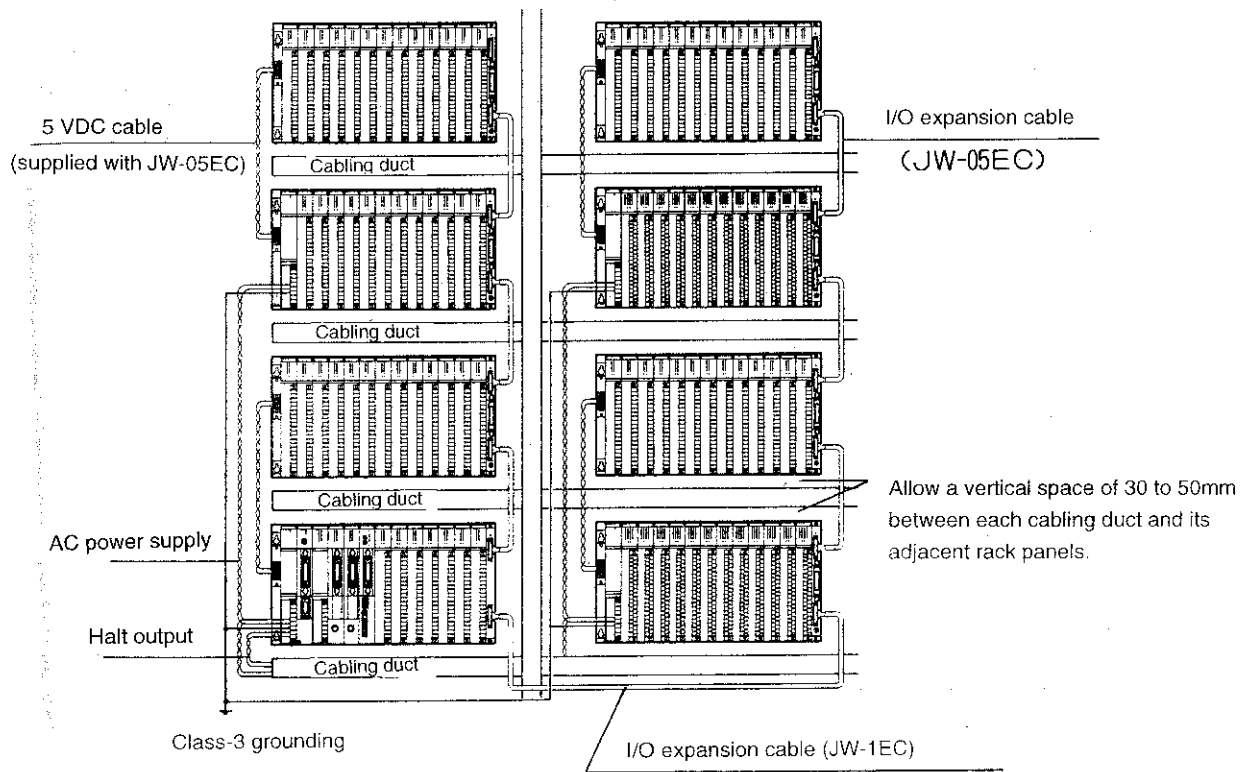 5 VDC cable
(supplied with JW-05EC)
I/O expansion cable
(JW-05EC)
Cabling duct
Cabling duct
Cabling duct
Allow a vertical space of 30 to 50mm
between each cabling duct and its
adjacent rack panels.
AC power supply
Halt output
Cabling duct
Class-3 grounding
I/O expansion cable (JW-1EC)